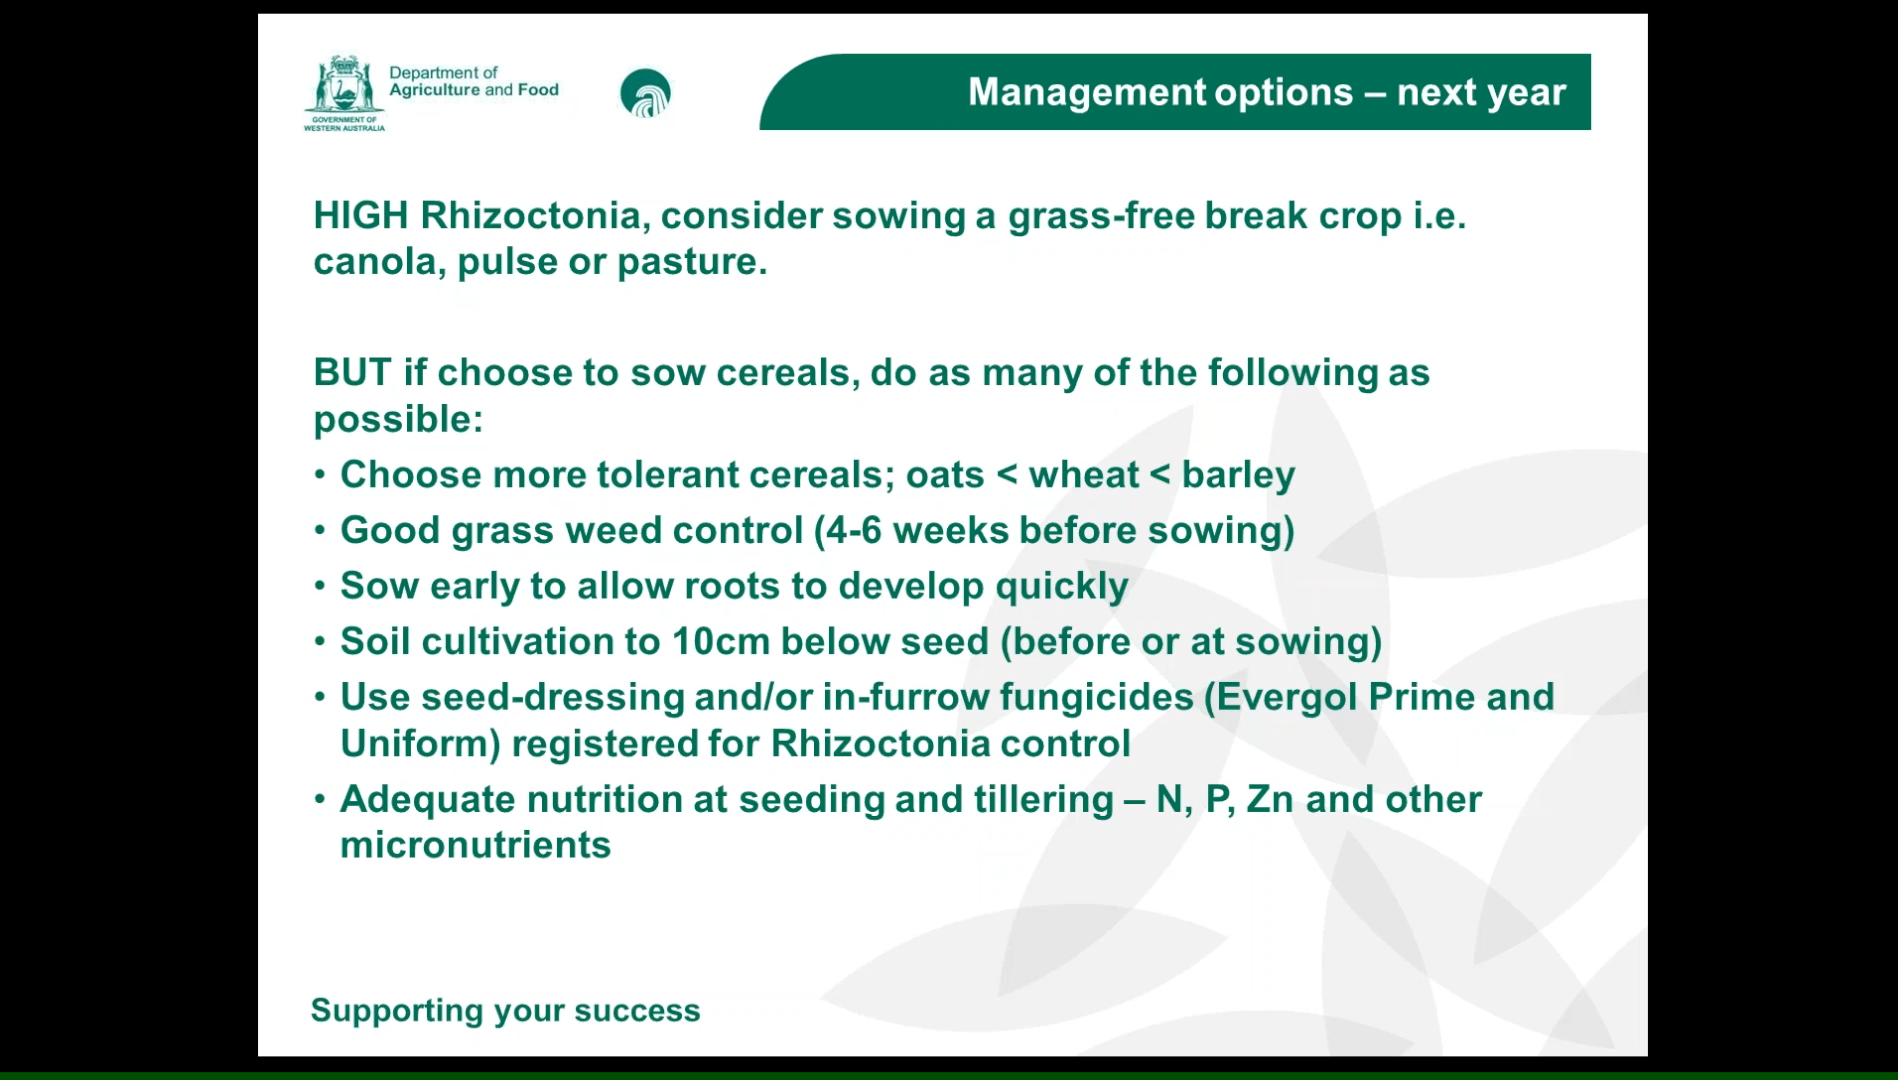 Department of
Agriculture and Food
GOVERNMENT OF
WESTERN AUSTRALIA
Management options – next year
HIGH Rhizoctonia, consider sowing a grass-free break crop i.e.
canola, pulse or pasture.
BUT if choose to sow cereals, do as many of the following as
possible:
• Choose more tolerant cereals; oats < wheat < barley
• Good grass weed control (4-6 weeks before sowing)
• Sow early to allow roots to develop quickly
• Soil cultivation to 10cm below seed (before or at sowing)
• Use seed-dressing and/or in-furrow fungicides (Evergol Prime and
Uniform) registered for Rhizoctonia control
• Adequate nutrition at seeding and tillering – N, P, Zn and other
micronutrients
Supporting your success